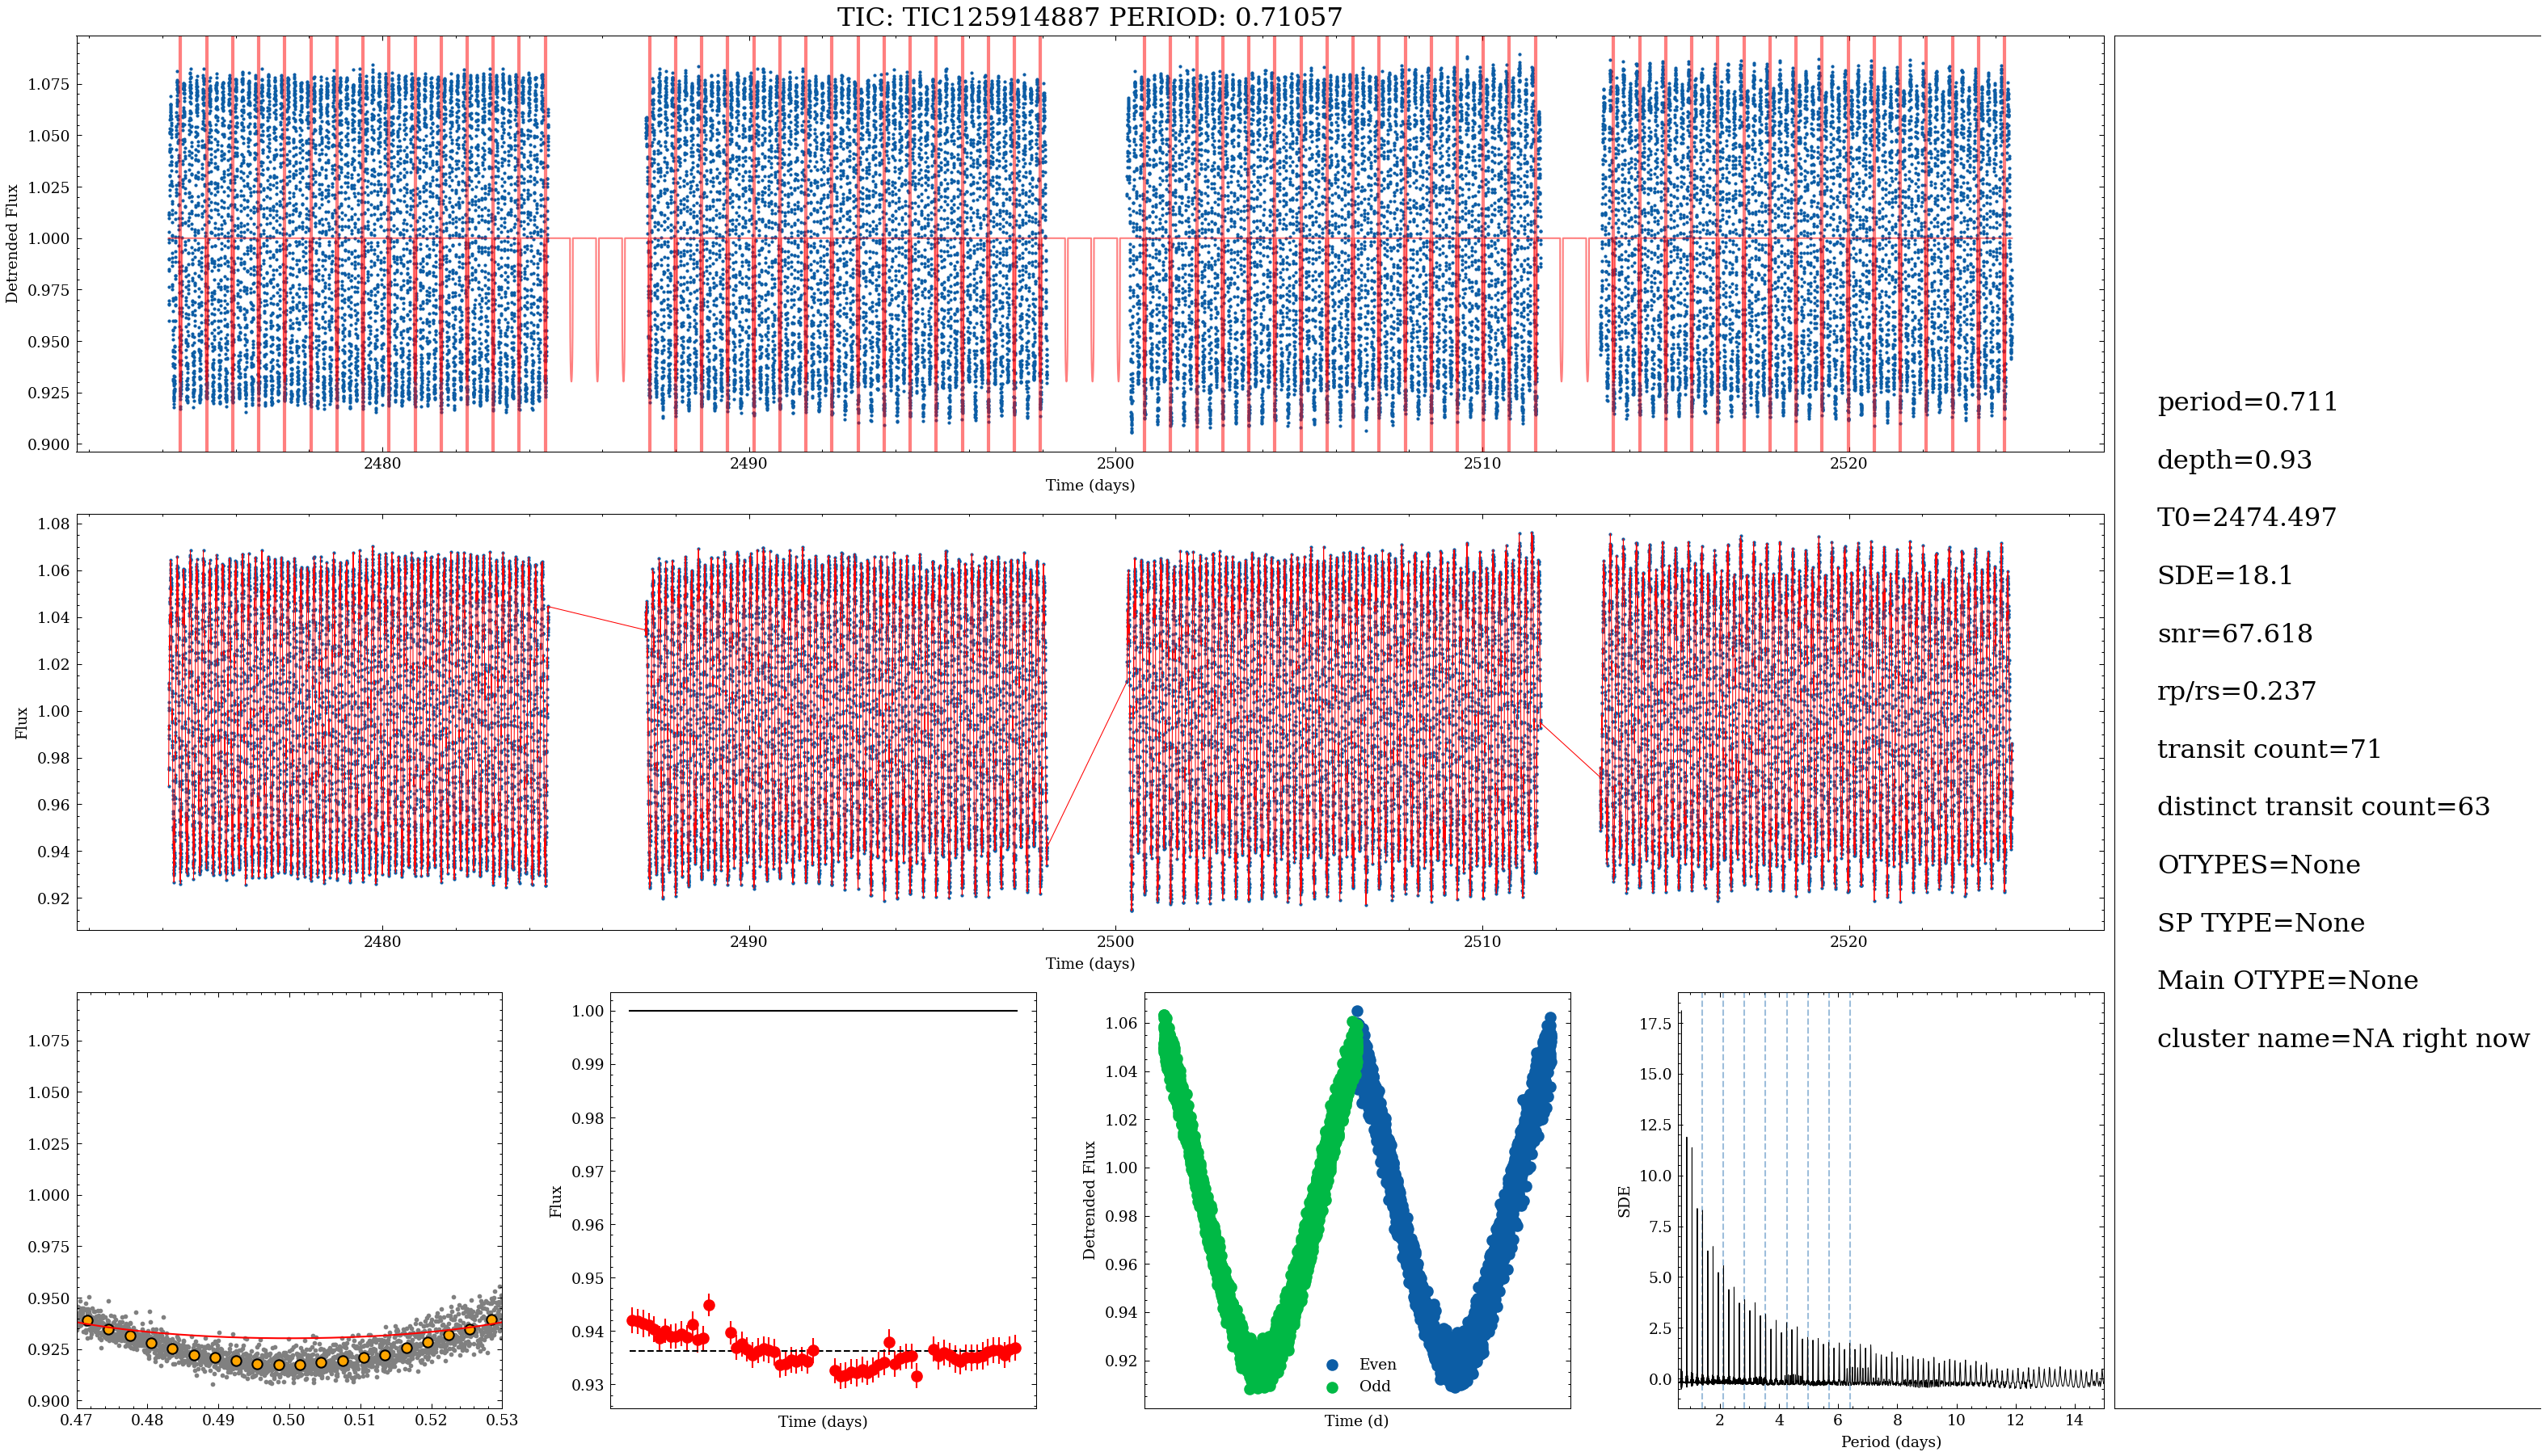 TIC: TIC125914887 PERIOD: 0.71057
1.075
1.050
1.025
1.000
0.975
0.950
0.925
0.900
Detrended Flux
2480
2490
2500
2510
2520
Time (days)
1.08
1.06
1.04
1.02
1.00
0.98
0.96
0.94
0.92
Flux
2480
2490
2500
2510
2520
Time (days)
1.075
1.050
1.025
1.000
0.975
0.950
0.925
0.900
0.47
0.48
0.49
0.50
0.51
0.52
0.53
1.00
0.99
0.98
0.97
0.96
0.95
0.94
0.93
Flux
Time (days)
1.06
1.04
1.02
1.00
0.98
0.96
0.94
0.92
Detrended Flux
Even
Odd
Time (d)
17.5
15.0
12.5
10.0
7.5
5.0
2.5
0.0
SDE
2
4
6
8
10
12
14
Period (days)
period=0.711
depth=0.93
T0=2474.497
SDE=18.1
snr=67.618
rp/rs=0.237
transit count=71
distinct transit count=63
OTYPES=None
SP TYPE=None
Main OTYPE=None
cluster name=NA right now